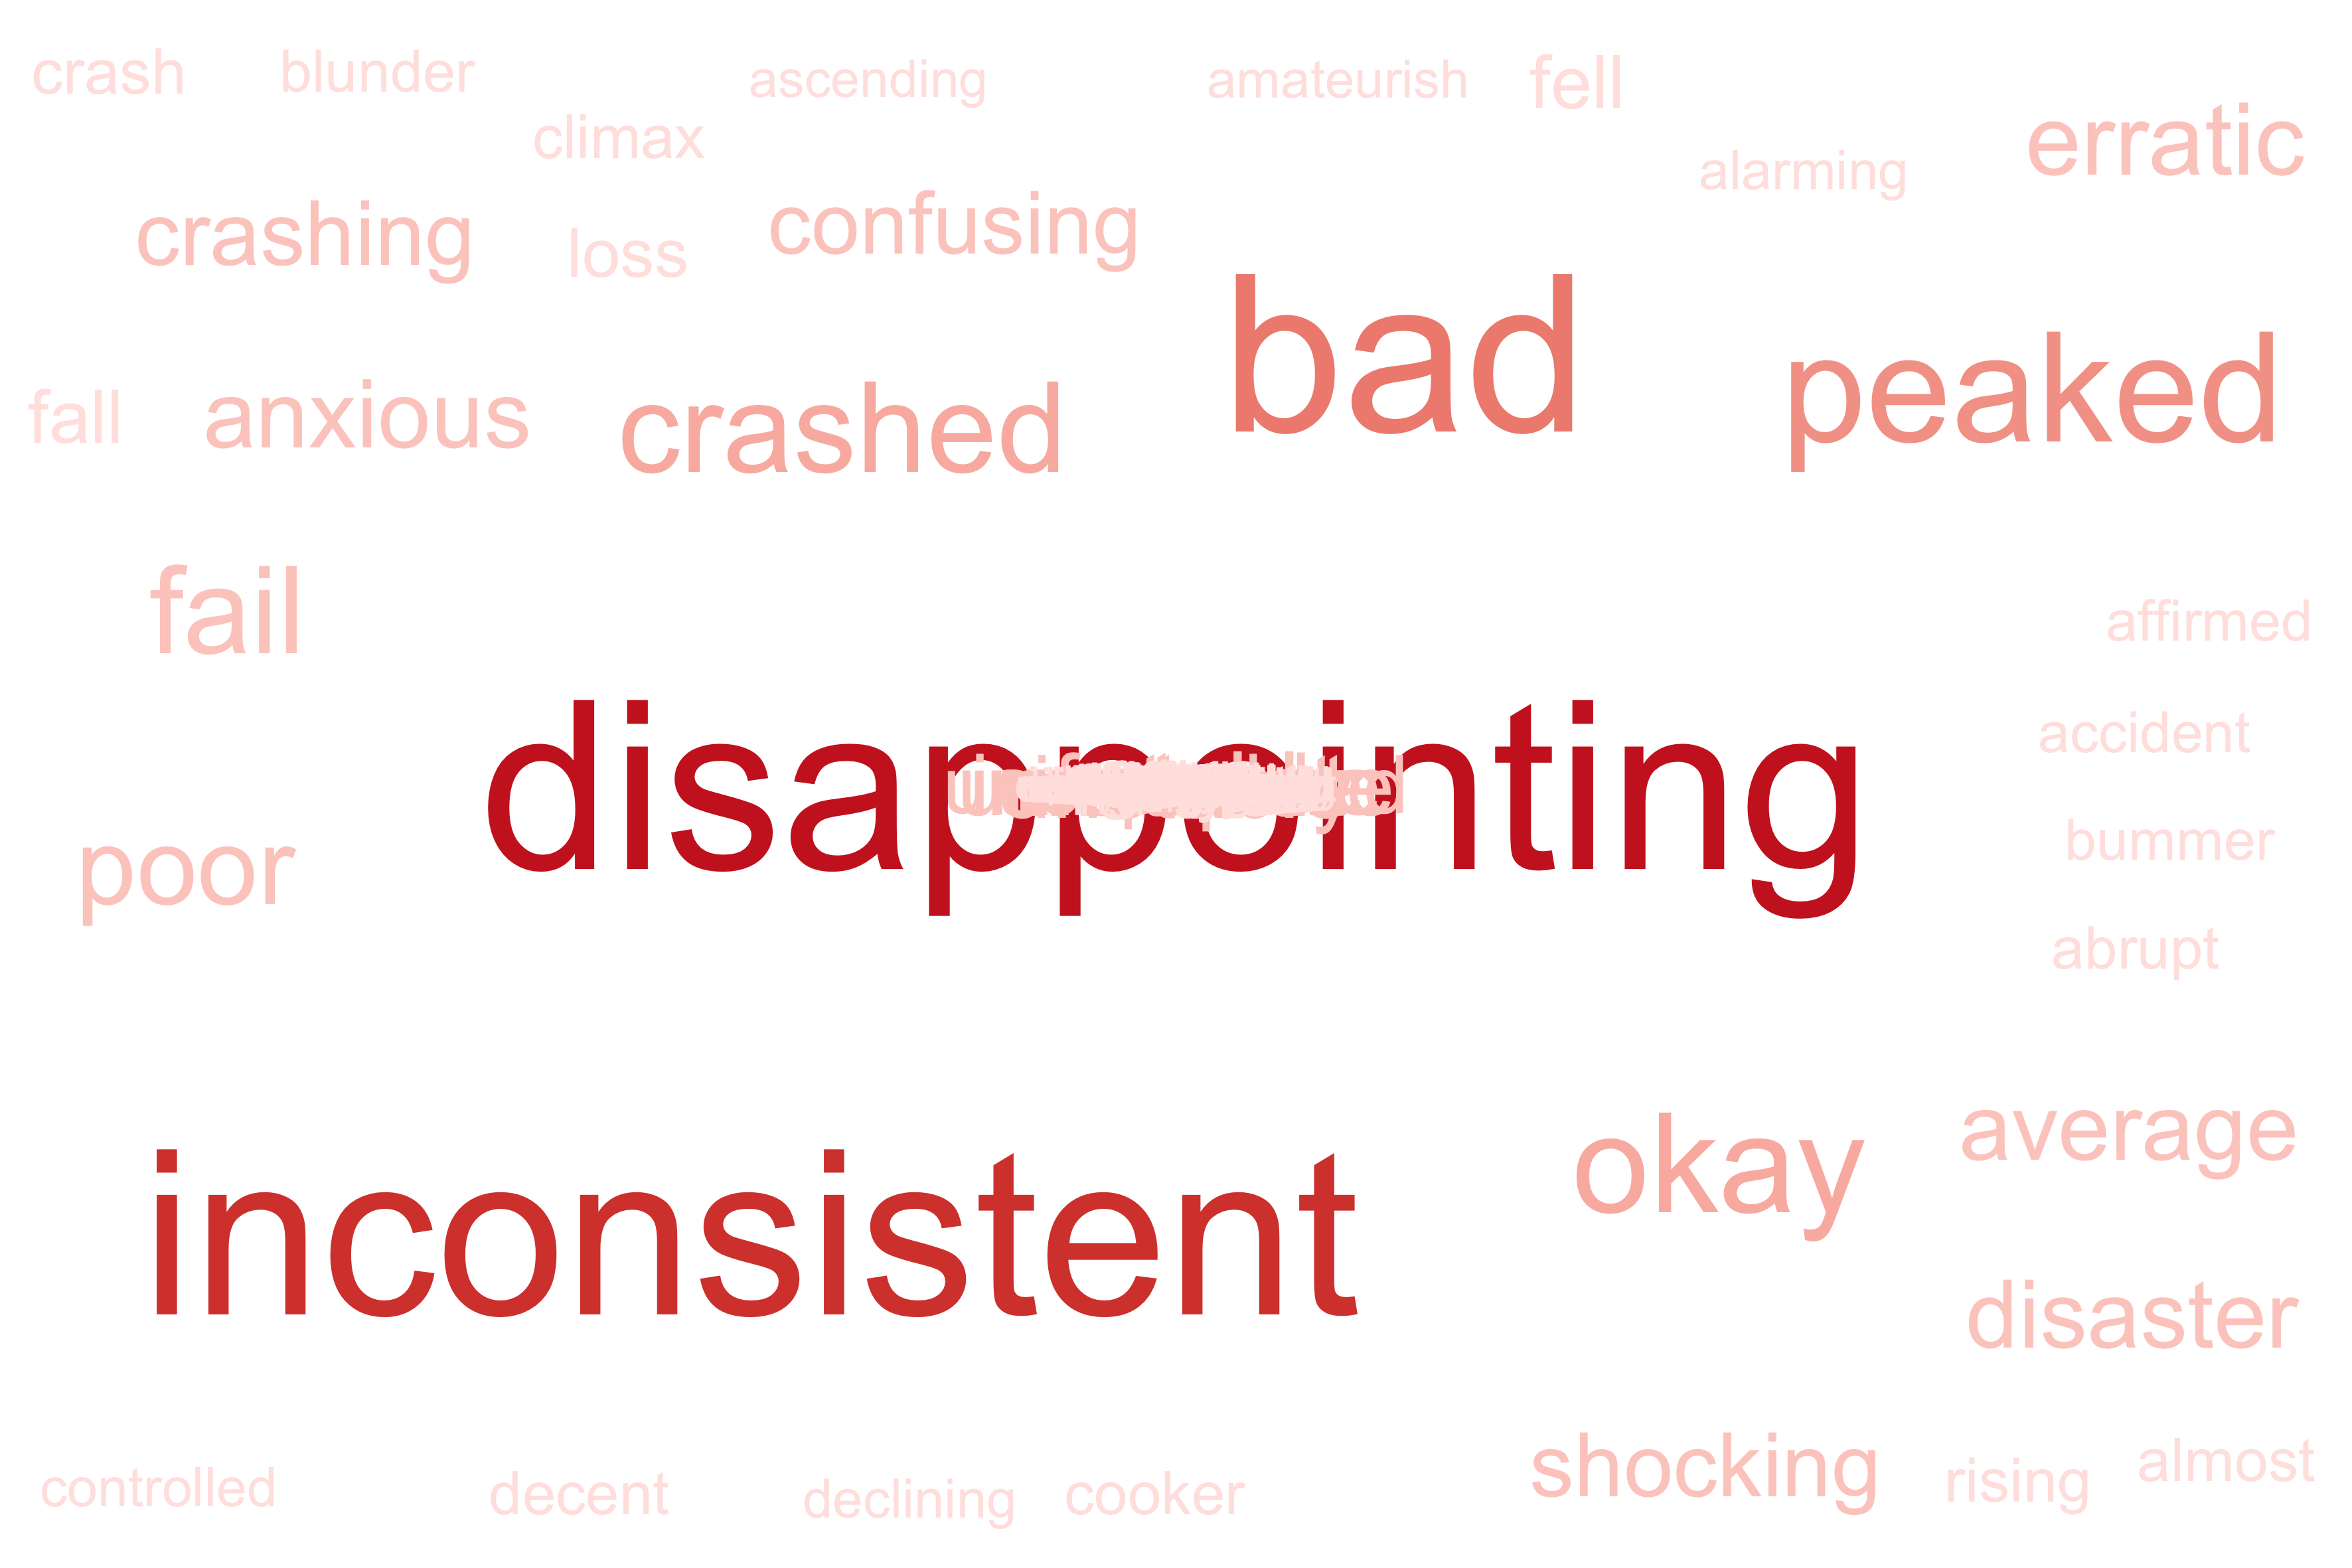 crash
blunder
ascending
amateurish
fell
climax
erratic
alarming
crashing
confusing
loss
bad
peaked
fall
anxious
crashed
fail
affirmed
disappointing
accident
bummer
poor
abrupt
average
okay
inconsistent
disaster
shocking
almost
rising
controlled
decent
declining
cooker